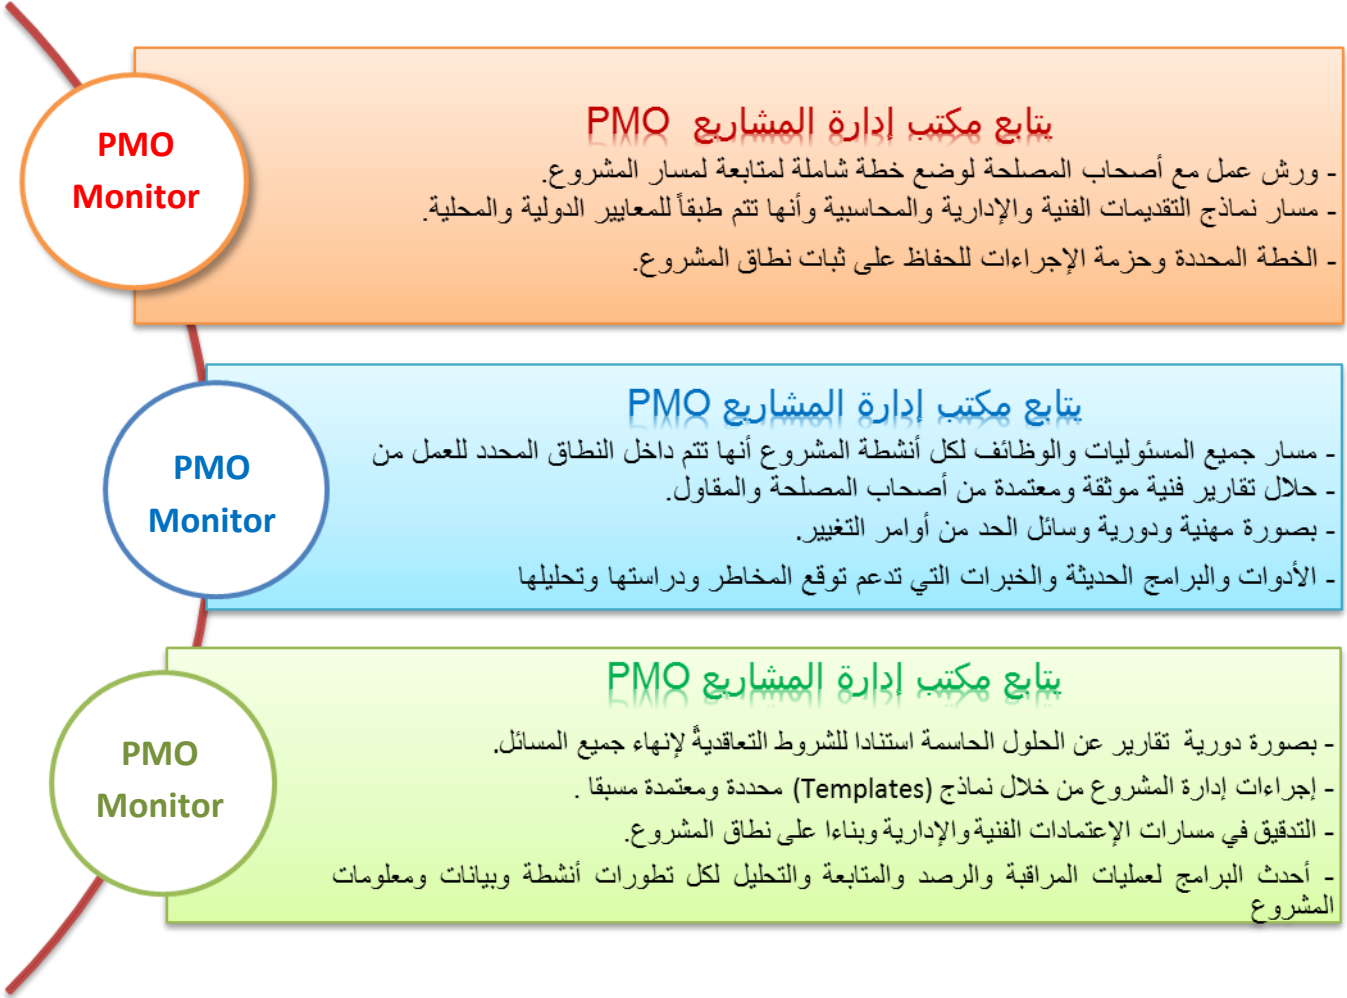 PMO
Monitor
يتابع مكتب إدارة المشاريع PMO
- ورش عمل مع أصحاب المصلحة لوضع خطة شاملة لمتابعة لمسار المشروع.
- مسار نماذج التقديمات الفنية والإدارية والمحاسبية وأنها تتم طبقاً للمعايير الدولية والمحلية.
- الخطة المحددة وحزمة الإجراءات للحفاظ على ثبات نطاق المشروع.
PMO
Monitor
يتابع مكتب إدارة المشاريع PMO
- مسار جميع المسئوليات والوظائف لكل أنشطة المشروع أنها تتم داخل النطاق المحدد للعمل من
- حلال تقارير فنية موثقة ومعتمدة من أصحاب المصلحة والمقاول.
- بصورة مهنية ودورية وسائل الحد من أوامر التغيير.
- الأدوات والبرامج الحديثة والخبرات التي تدعم توقع المخاطر ودراستها وتحليلها
PMO
Monitor
يتابع مكتب إدارة المشاريع PMO
- بصورة دورية تقارير عن الحلول الحاسمة استنادا للشروط التعاقديةً لإنهاء جميع المسائل.
- إجراءات إدارة المشروع من خلال نماذج (Templates) محددة ومعتمدة مسبقا .
- التدقيق في مسارات الإعتمادات الفنية والإدارية وبناءا على نطاق المشروع.
- أحدث البرامج لعمليات المراقبة والرصد والمتابعة والتحليل لكل تطورات أنشطة وبيانات ومعلومات
المشروع